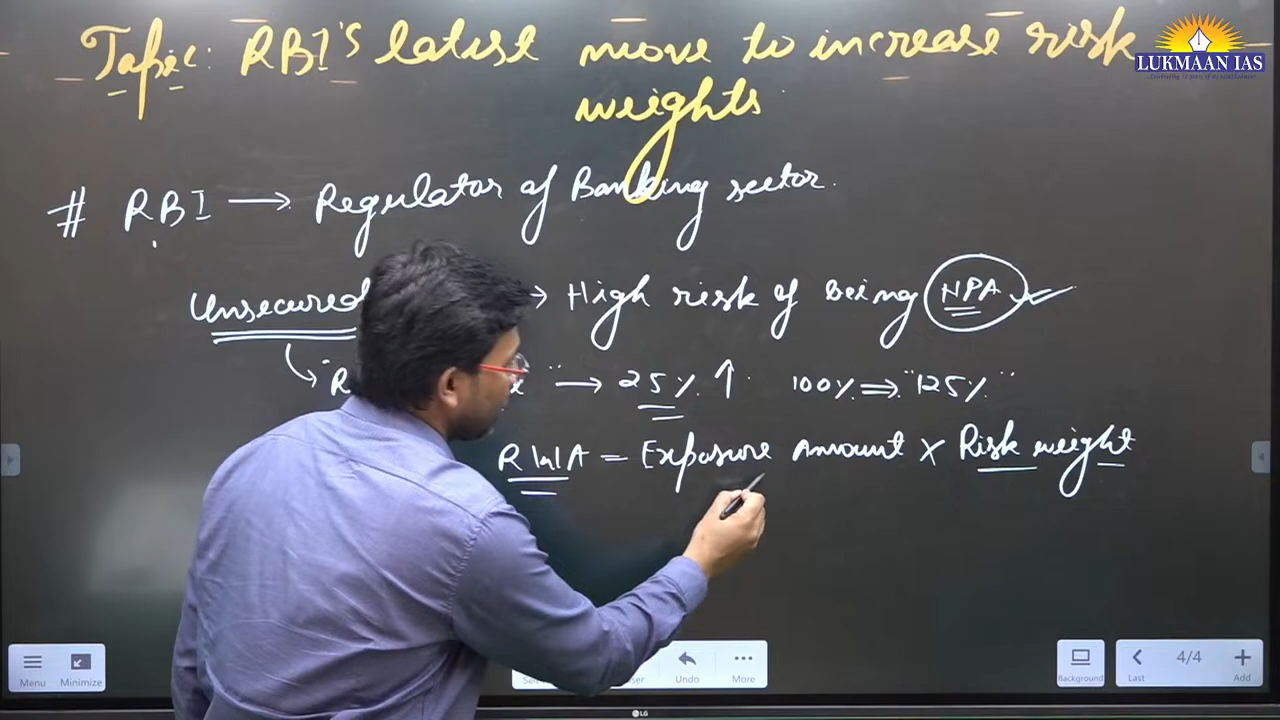 Topic: RBI's latest move to increase risk
weights
LUKMAAN IAS
# RBI → Regulator of Banking sector.
Unsecured → High risk of being NPA
→ 25% ↑ 100% ⇒ "125%"
RWA = Exposure Amount × Risk weight
Menu
Minimize
Undo
More
Background
Last
4/4
Add
LG